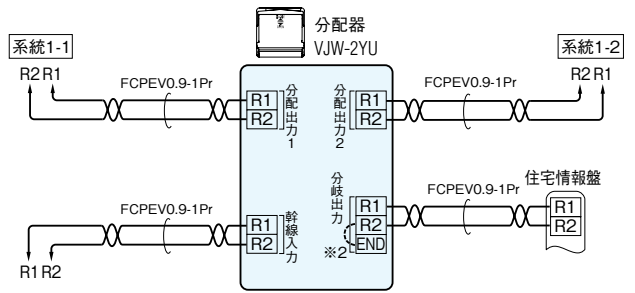 分配器
VJW-2YU
系統1-1
R2 R1
FCPEV0.9-1Pr
R1
R2
分配出力1
分配出力2
R1
R2
FCPEV0.9-1Pr
系統1-2
R2 R1
R1 R2
FCPEV0.9-1Pr
R1
R2
幹線入力
分岐出力
R1
R2
END
※2
FCPEV0.9-1Pr
住宅情報盤
R1
R2